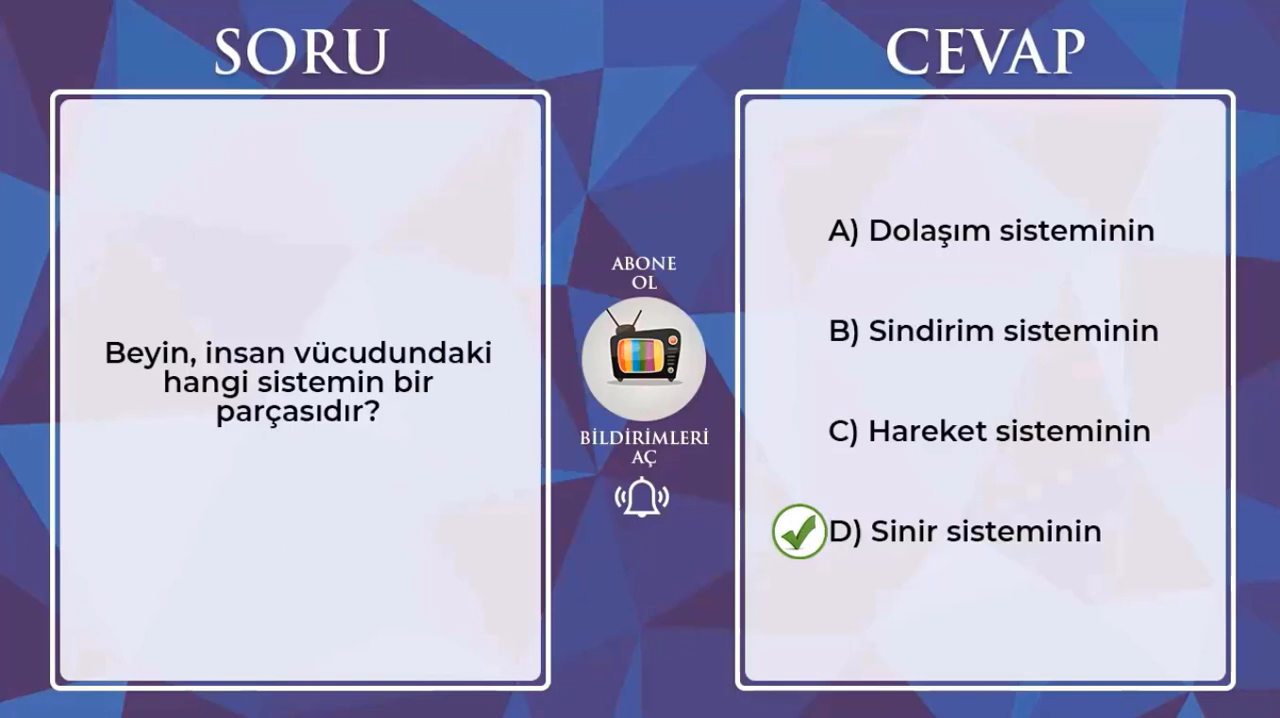 SORU
Beyin, insan vücudundaki
hangi sistemin bir
parçasıdır?
ABONE
OL
BİLDİRİMLERİ
AÇ
CEVAP
A) Dolaşım sisteminin
B) Sindirim sisteminin
C) Hareket sisteminin
D) Sinir sisteminin